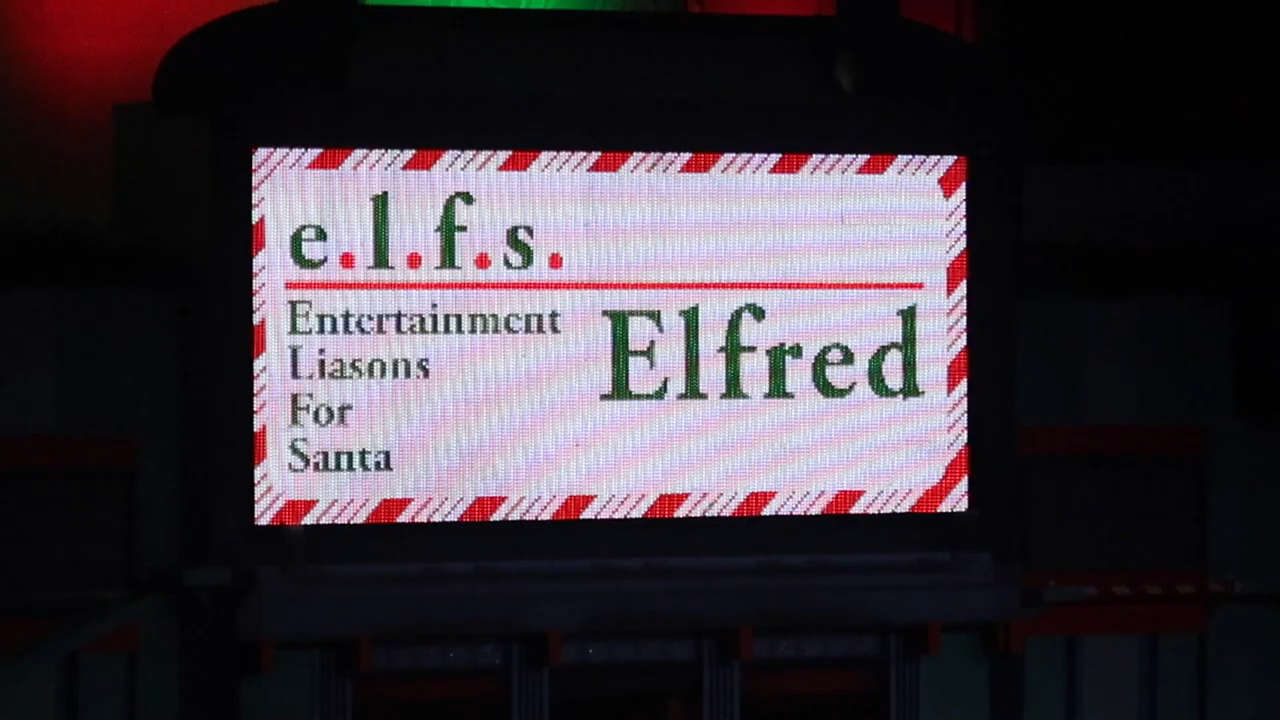 e.l.f.s.
Entertainment
Liasons
For
Santa
Elfred